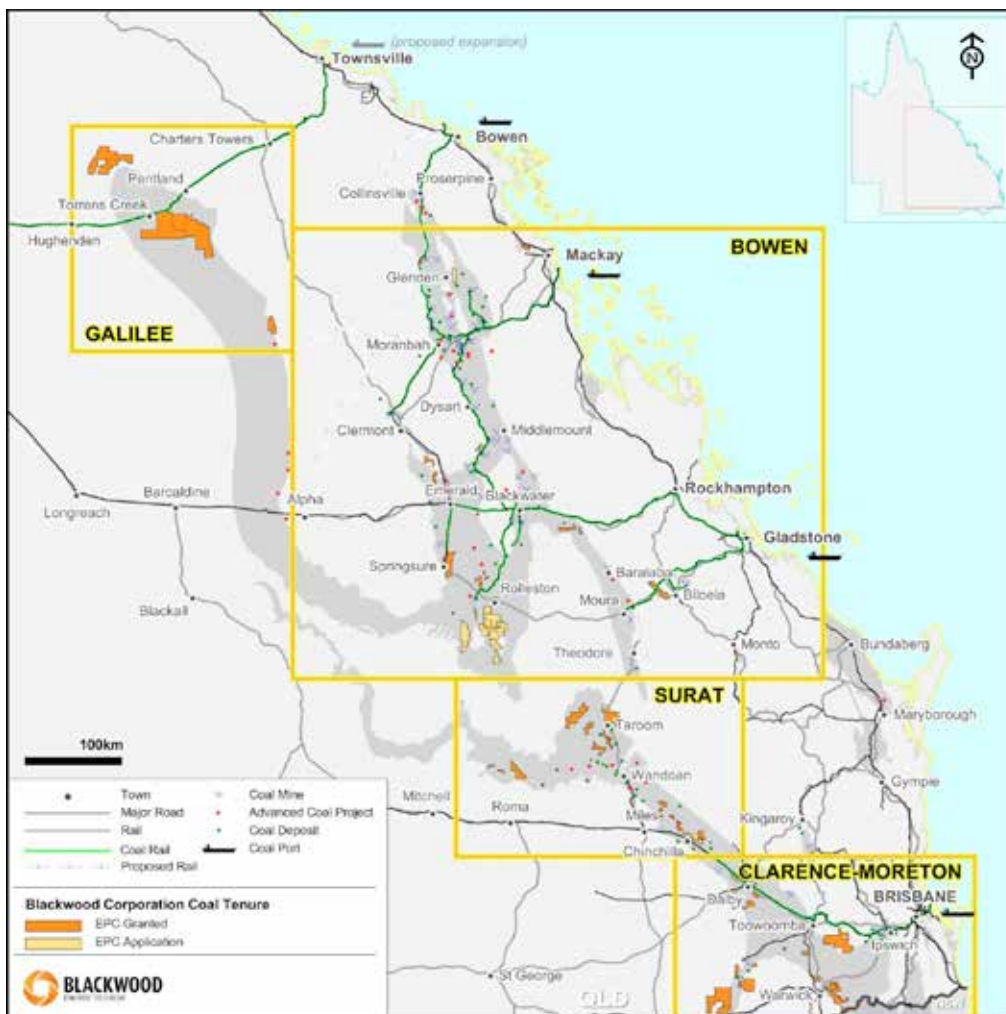 (proposed expansion)
Townsville
N
Charters Towers
Bowen
Pentland
Collinsville
Proserpine
Torrens Creek
Hughenden
BOWEN
Mackay
Glenden
GALILEE
Moranbah
Dysart
Clermont
Middlemount
Rockhampton
Barcaldine
Emerald
Blackwater
Longreach
Alpha
Gladstone
Springsure
Baralaba
Rolleston
Moura
Biloela
Blackall
Theodore
Monto
Bundaberg
SURAT
Taroom
Maryborough
100km
Wandoan
Gympie
Town
Coal Mine
Mitchell
Roma
Miles
Kingaroy
Major Road
Advanced Coal Project
Rail
Coal Deposit
Coal Rail
Coal Port
Chinchilla
Proposed Rail
CLARENCE-MORETON
Dalby
BRISBANE
Blackwood Corporation Coal Tenure
EPC Granted
Toowoomba
EPC Application
Ipswich
St George
BLACKWOOD
QLD
Warwick
NSW